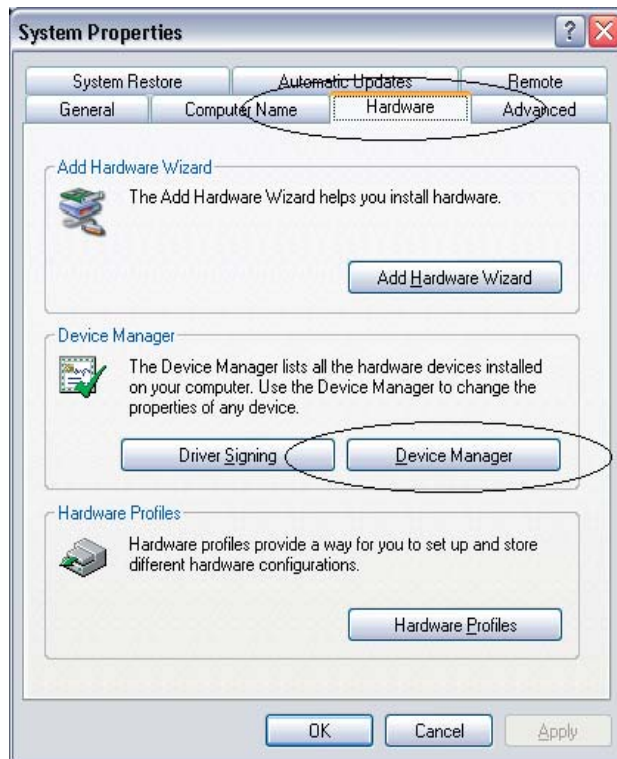 System Properties
System Restore Automatic Updates Remote
General Computer Name Hardware Advanced
Add Hardware Wizard
The Add Hardware Wizard helps you install hardware.
Add Hardware Wizard
Device Manager
The Device Manager lists all the hardware devices installed
on your computer. Use the Device Manager to change the
properties of any device.
Driver Signing Device Manager
Hardware Profiles
Hardware profiles provide a way for you to set up and store
different hardware configurations.
Hardware Profiles
OK Cancel Apply